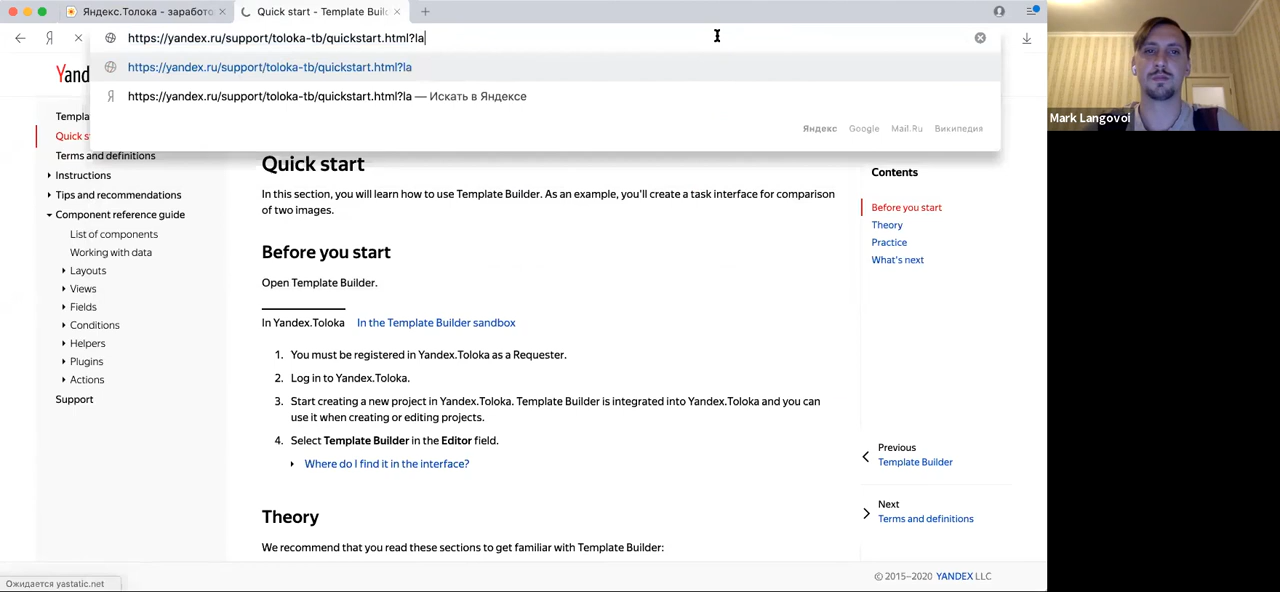 Яндекс.Толока - заработо
Quick start - Template Buil
https://yandex.ru/support/toloka-tb/quickstart.html?la
https://yandex.ru/support/toloka-tb/quickstart.html?la
https://yandex.ru/support/toloka-tb/quickstart.html?la — Искать в Яндексе
Яндекс Google Mail.Ru Википедия
Yand
Templa
Quick s
Terms and definitions
Instructions
Tips and recommendations
Component reference guide
List of components
Working with data
Layouts
Views
Fields
Conditions
Helpers
Plugins
Actions
Support
Quick start
In this section, you will learn how to use Template Builder. As an example, you'll create a task interface for comparison
of two images.
Before you start
Open Template Builder.
In Yandex.Toloka In the Template Builder sandbox
1. You must be registered in Yandex.Toloka as a Requester.
2. Log in to Yandex.Toloka.
3. Start creating a new project in Yandex.Toloka. Template Builder is integrated into Yandex.Toloka and you can
use it when creating or editing projects.
4. Select Template Builder in the Editor field.
Where do I find it in the interface?
Theory
We recommend that you read these sections to get familiar with Template Builder:
Contents
Before you start
Theory
Practice
What's next
Previous
Template Builder
Next
Terms and definitions
© 2015–2020 YANDEX LLC
Ожидается yastatic.net
Mark Langovoi